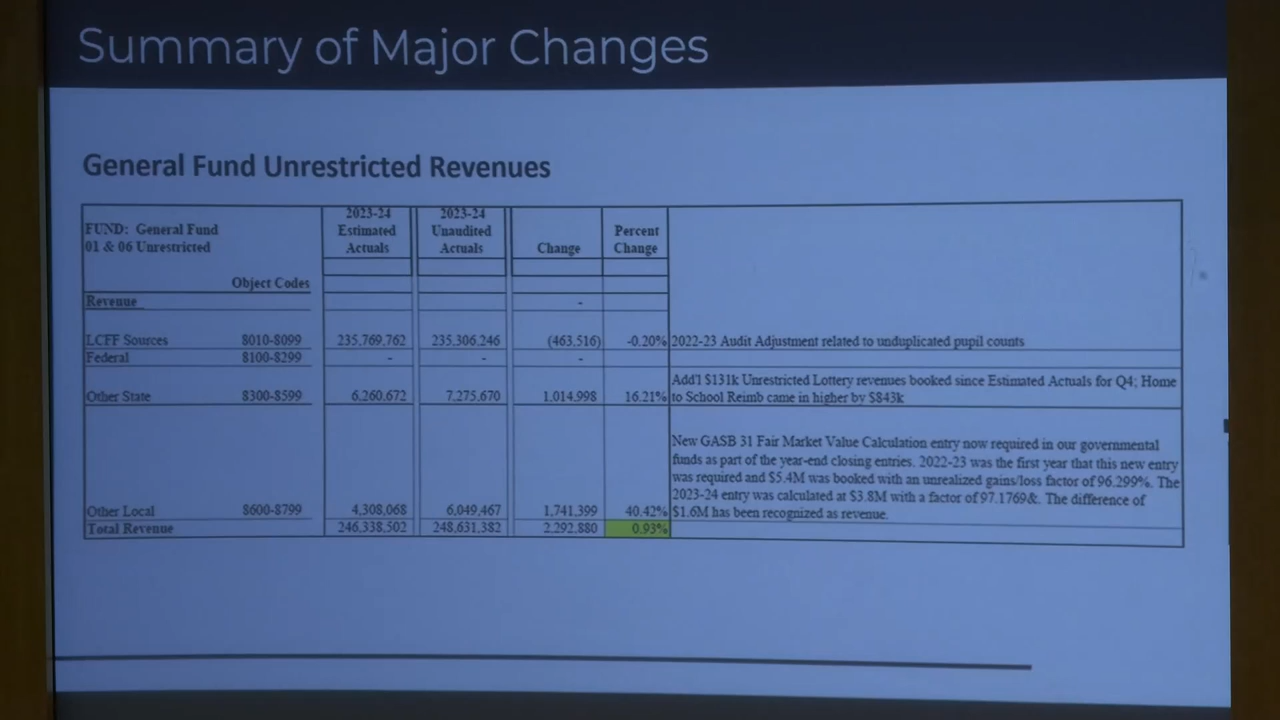 Summary of Major Changes
General Fund Unrestricted Revenues
FUND: General Fund
01 & 06 Unrestricted
Object Codes
2023-24
Estimated
Actuals
2023-24
Unaudited
Actuals
Change
Percent
Change
Revenue -
LCFF Sources 8010-8099 235,769,762 235,306,246 (463,516) -0.20% 2022-23 Audit Adjustment related to unduplicated pupil counts
Federal 8100-8299 - - -
Other State 8300-8599 6,260,672 7,275,670 1,014,998 16.21%
Add'l $131k Unrestricted Lottery revenues booked since Estimated Actuals for Q4; Home
to School Reimb came in higher by $843k
Other Local 8600-8799 4,308,068 6,049,467 1,741,399 40.42%
New GASB 31 Fair Market Value Calculation entry now required in our governmental
funds as part of the year-end closing entries. 2022-23 was the first year that this new entry
was required and $5.4M was booked with an unrealized gains/loss factor of 96.299%. The
2023-24 entry was calculated at $3.8M with a factor of 97.1769&. The difference of
$1.6M has been recognized as revenue.
Total Revenue 246,338,502 248,631,382 2,292,880 0.93%